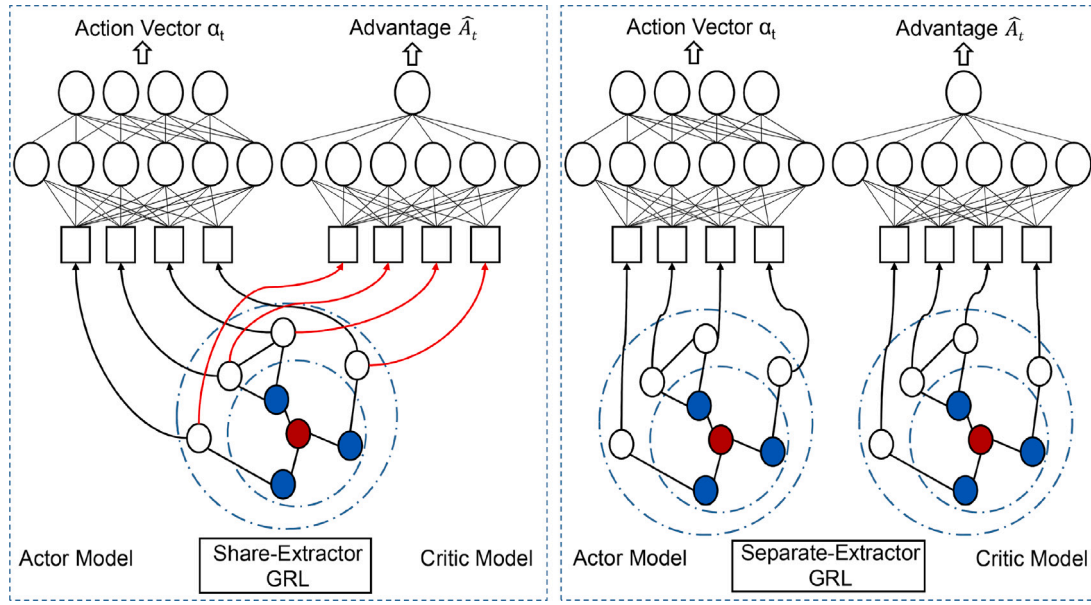 Action Vector αt
Advantage Â_t
Actor Model
Share-Extractor
GRL
Critic Model
Action Vector αt
Advantage Â_t
Actor Model
Separate-Extractor
GRL
Critic Model